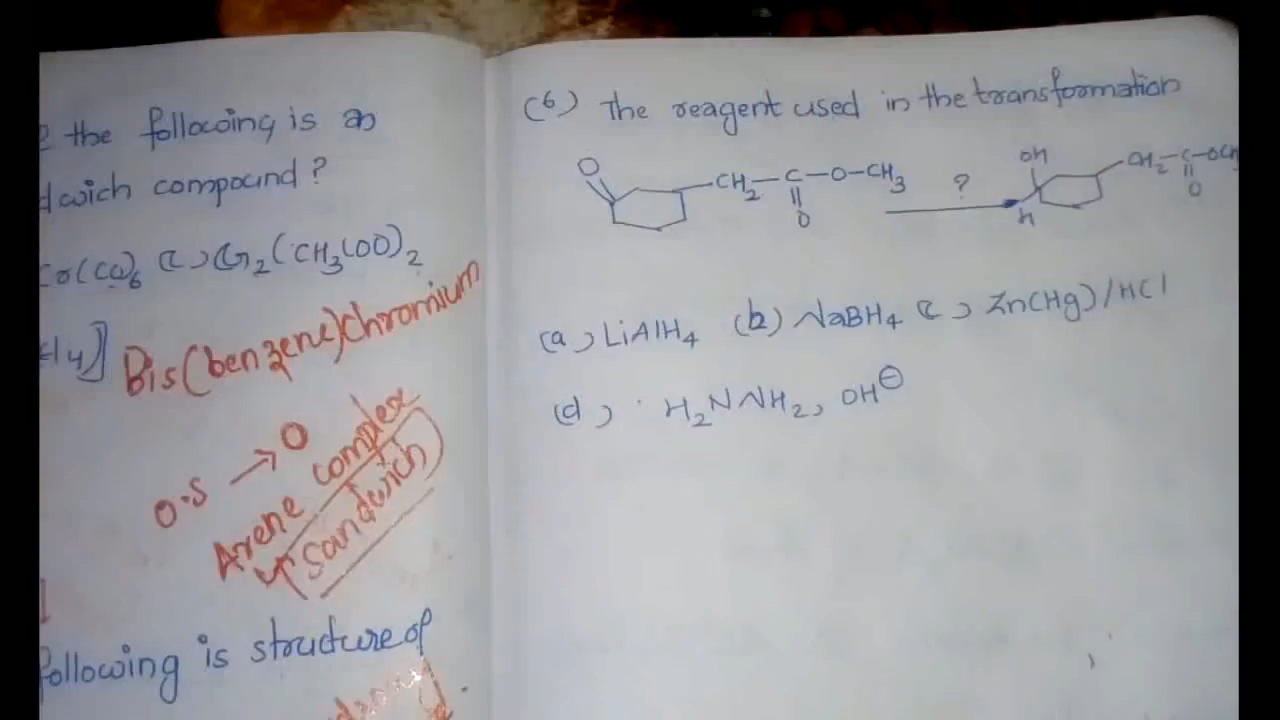 the following is an
dwich compound?
Co(CO)6 (c) Cr2(CH3COO)2
Bis(benzene)chromium
O·S → O
Arene complex
(sandwich)
following is structure of
(6) The reagent used in the transformation
O CH2-C-O-CH3 ? OH CH2-C-OCH
O H O
(a) LiAlH4 (b) NaBH4 (c) Zn(Hg)/HCl
(d) H2NNH2, OH⊖